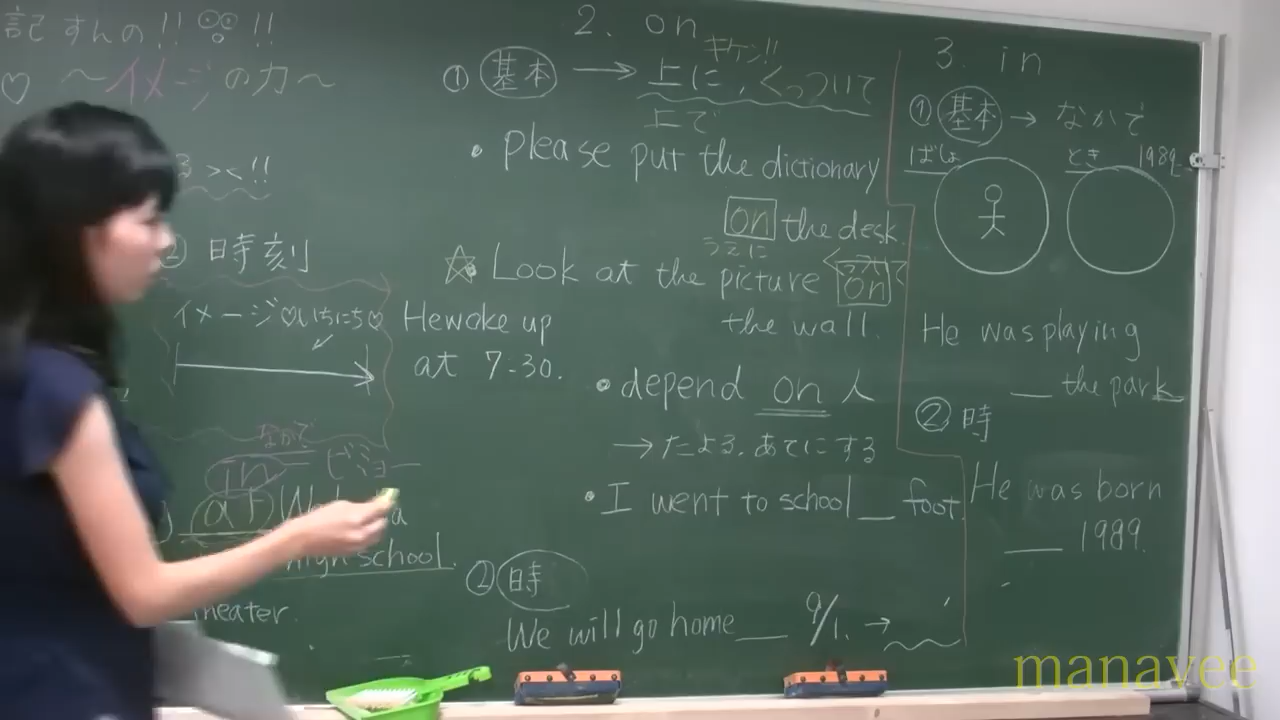 記すんの!! !!
♡ 〜イメージの力〜
る><!!
② 時刻
イメージ♡いちにち♡
He woke up
at 7:30.
なかで
in
at
high school.
theater.
2. on
① 基本 → 上に, くっついて
キケン!!
上で
• please put the dictionary
on the desk.
うえに
☆ Look at the picture on
the wall.
• depend on 人
→ たよる. あてにする
• I went to school __ foot.
② 時
We will go home __ 9/1. →
3. in
① 基本 → なかで
ばしょ とき 1989
He was playing
__ the park
② 時
He was born
__ 1989.
manavee